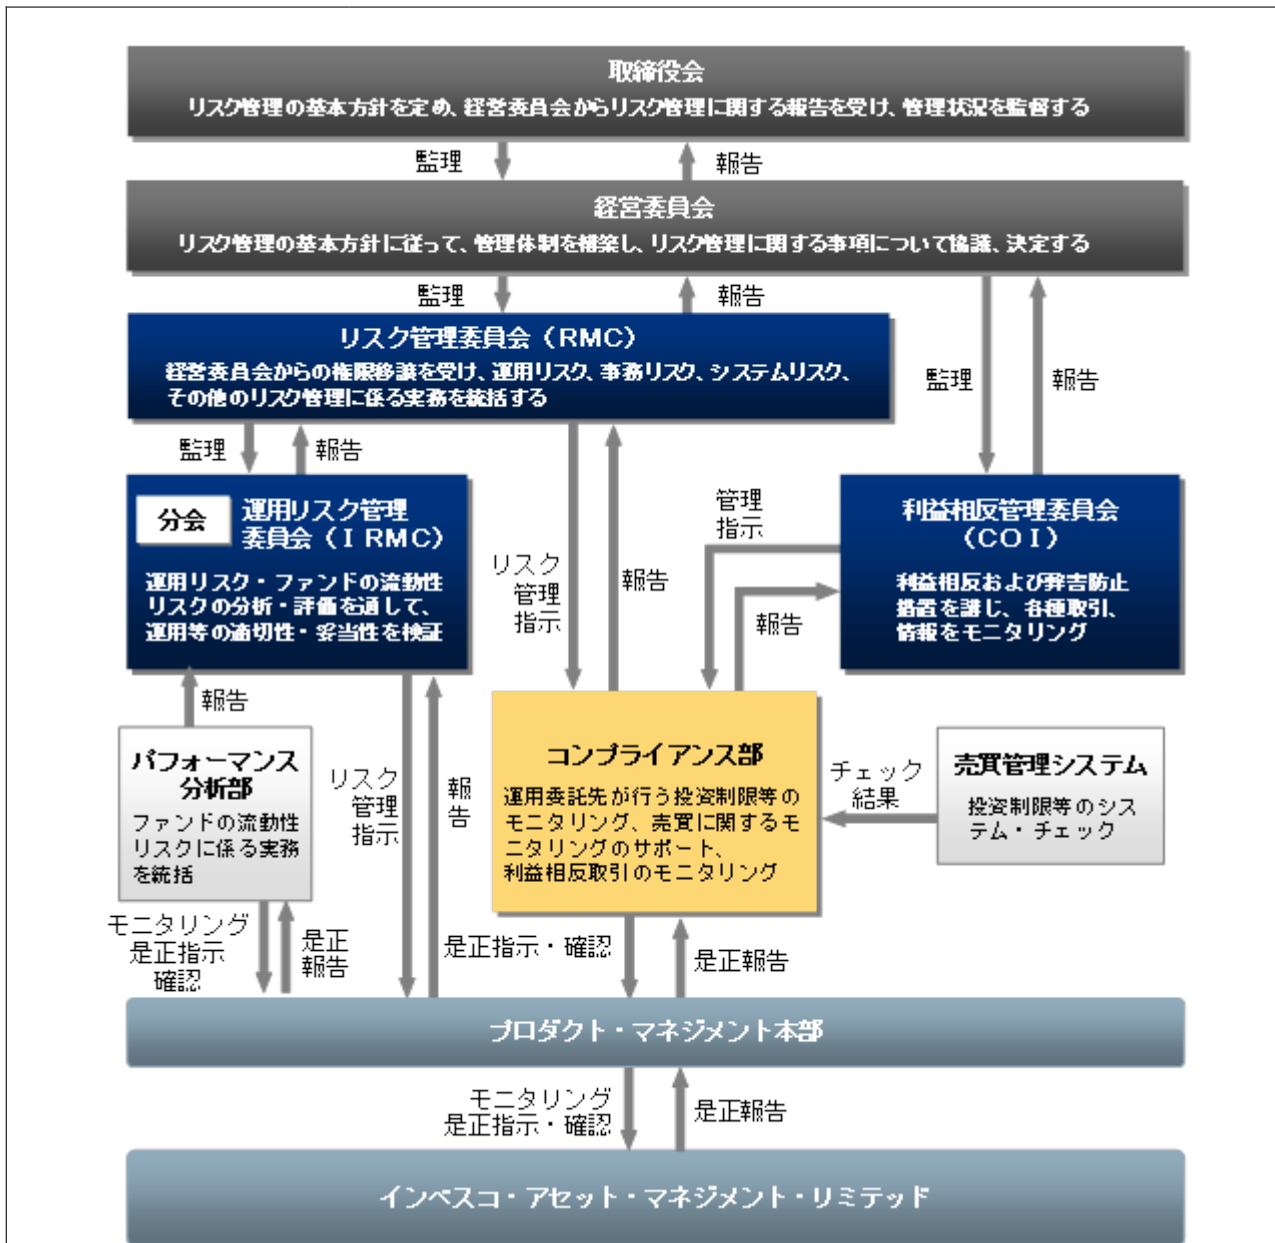 取締役会
リスク管理の基本方針を定め、経営委員会からリスク管理に関する報告を受け、管理状況を監督する
監理
報告
経営委員会
リスク管理の基本方針に従って、管理体制を構築し、リスク管理に関する事項について協議、決定する
監理
報告
リスク管理委員会（RMC）
経営委員会からの権限移譲を受け、運用リスク、事務リスク、システムリスク、
その他のリスク管理に係る実務を統括する
監理
報告
監理
報告
分会
運用リスク管理
委員会（ＩRMC）
運用リスク・ファンドの流動性
リスクの分析・評価を通して、
運用等の適切性・妥当性を検証
リスク
管理
指示
報告
管理
指示
報告
利益相反管理委員会
（COI）
利益相反および弊害防止
措置を講じ、各種取引、
情報をモニタリング
報告
パフォーマンス
分析部
ファンドの流動性
リスクに係る実務
を統括
リスク
管理
指示
報
告
コンプライアンス部
運用委託先が行う投資制限等の
モニタリング、売買に関するモ
ニタリングのサポート、
利益相反取引のモニタリング
チェック
結果
売買管理システム
投資制限等のシス
テム・チェック
モニタリング
是正指示
確認
是正
報告
是正指示・確認
是正報告
プロダクト・マネジメント本部
モニタリング
是正指示・確認
是正報告
インベスコ・アセット・マネジメント・リミテッド